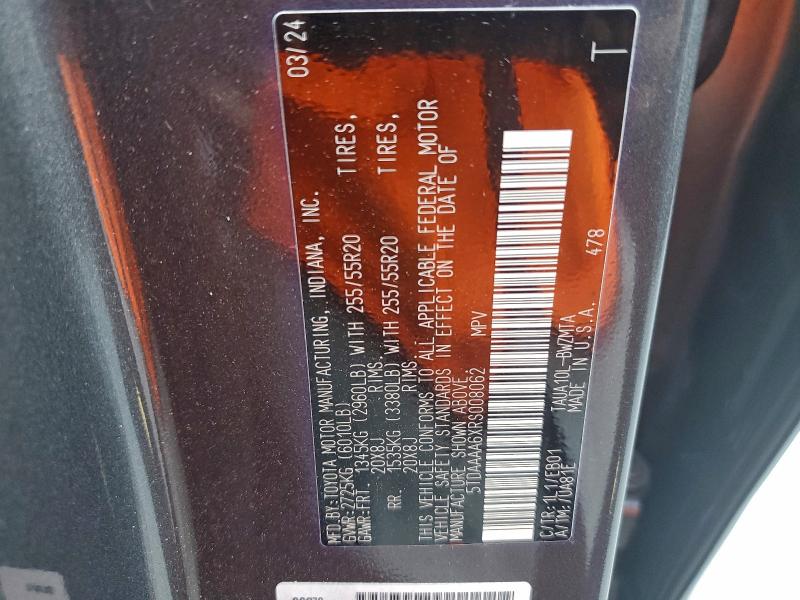 03/24
MFD.BY:TOYOTA MOTOR MANUFACTURING, INDIANA, INC.
GVWR:2725KG (6010LB)
GAWR:FRT. 1345KG (2960LB) WITH 255/55R20 TIRES,
20X8J RIMS,
RR. 1535KG (3380LB) WITH 255/55R20 TIRES,
20X8J RIMS
THIS VEHICLE CONFORMS TO ALL APPLICABLE FEDERAL MOTOR
VEHICLE SAFETY STANDARDS IN EFFECT ON THE DATE OF
MANUFACTURE SHOWN ABOVE.
5TDAAAA6XRS008062 MPV
C/TR:1L1/EB01 TAUA10L-BWZMTA
A/TM:/UA81E MADE IN U.S.A. 478
T